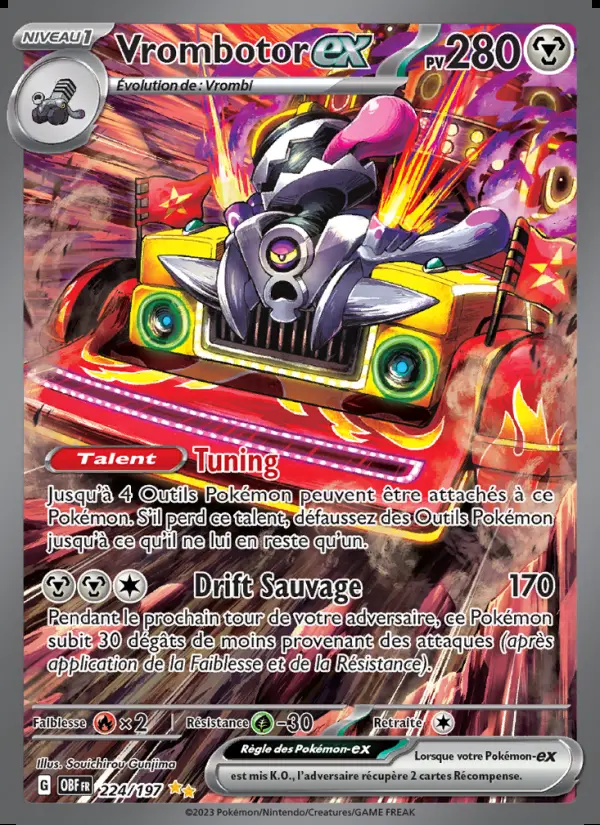 NIVEAU 1
Vrombotor ex PV 280
Évolution de : Vrombi
Talent Tuning
Jusqu'à 4 Outils Pokémon peuvent être attachés à ce
Pokémon. S'il perd ce talent, défaussez des Outils Pokémon
jusqu'à ce qu'il ne lui en reste qu'un.
Drift Sauvage 170
Pendant le prochain tour de votre adversaire, ce Pokémon
subit 30 dégâts de moins provenant des attaques (après
application de la Faiblesse et de la Résistance).
Faiblesse ×2 Résistance -30 Retraite
Illus. Souichirou Gunjima
Règle des Pokémon-ex Lorsque votre Pokémon-ex
est mis K.O., l'adversaire récupère 2 cartes Récompense.
G OBF FR 224/197
©2023 Pokémon/Nintendo/Creatures/GAME FREAK